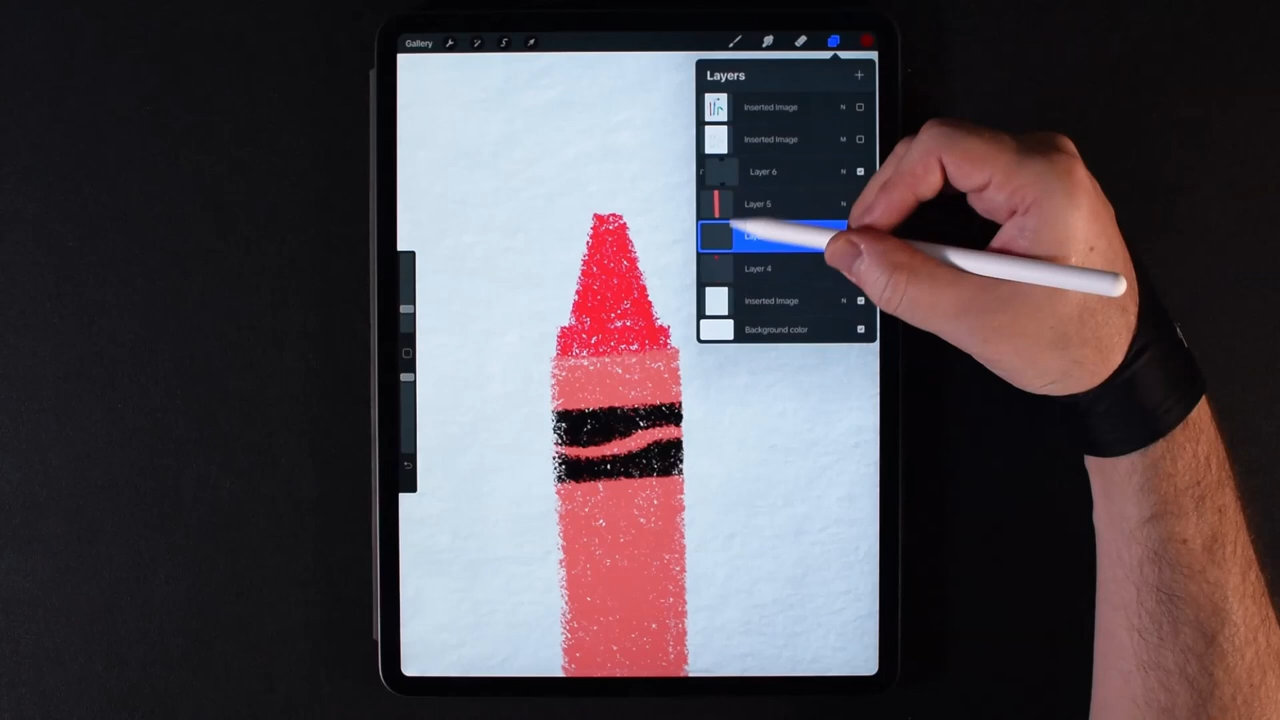 Gallery
Layers
Inserted Image N
Inserted Image M
Layer 6 N
Layer 5 N
Layer 4
Inserted Image N
Background color